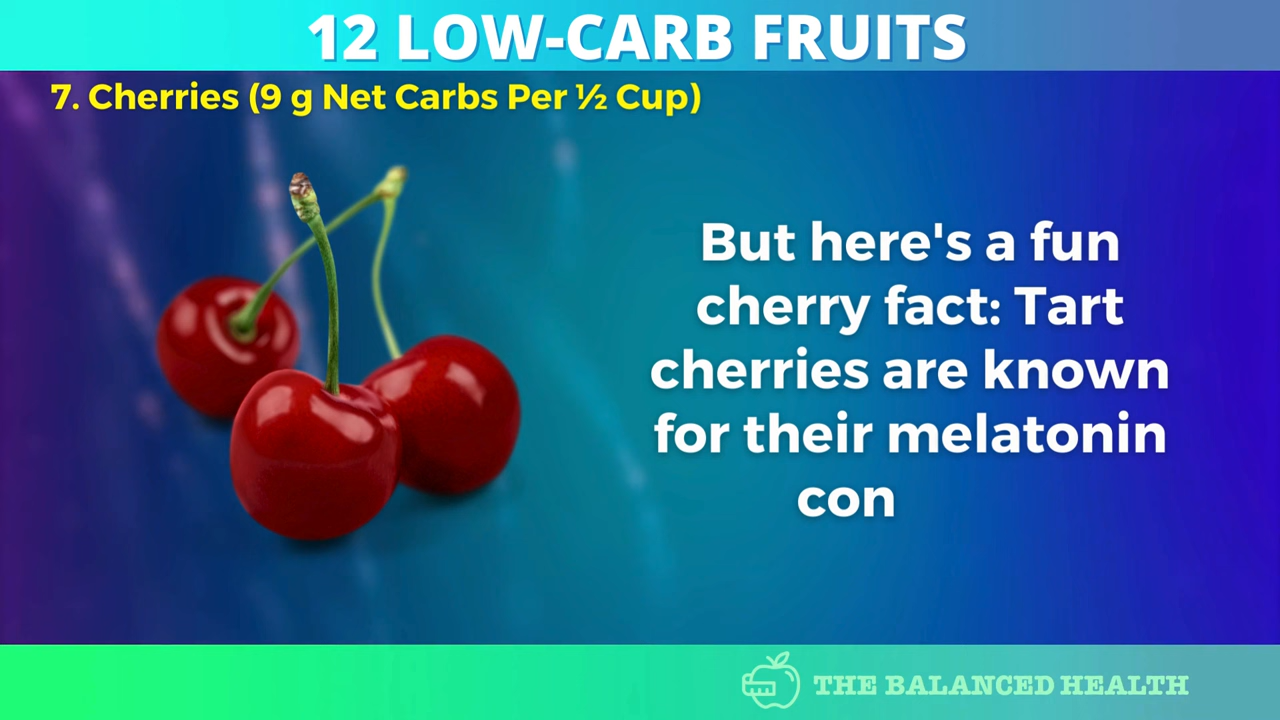 12 LOW-CARB FRUITS
7. Cherries (9 g Net Carbs Per ½ Cup)
But here's a fun
cherry fact: Tart
cherries are known
for their melatonin
con
THE BALANCED HEALTH